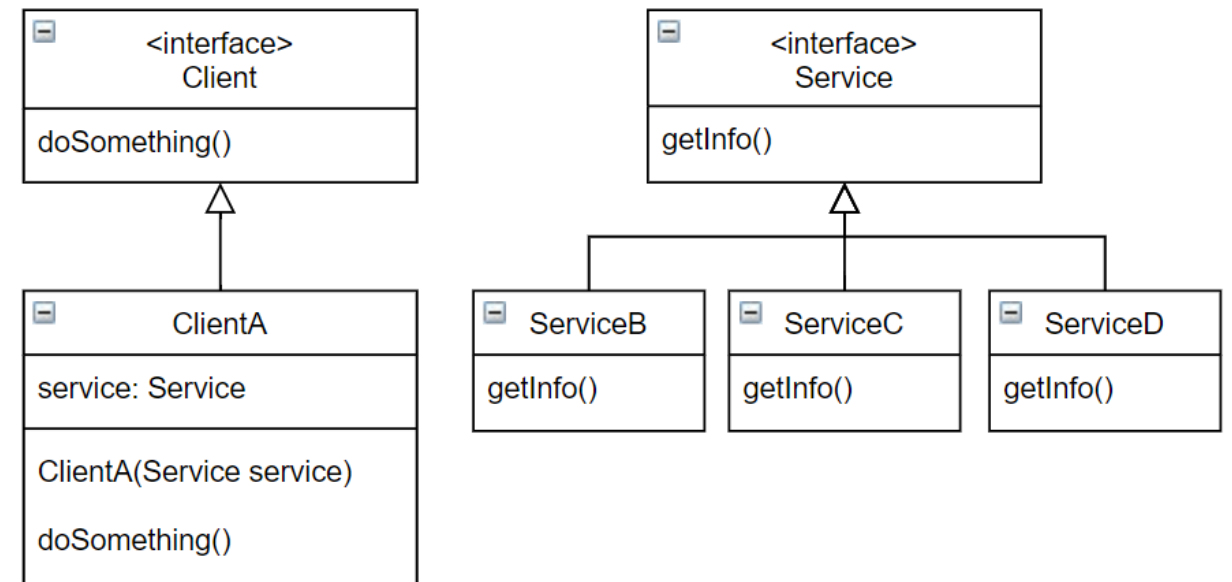 <interface>
Client
doSomething()
<interface>
Service
getInfo()
ClientA
service: Service
ClientA(Service service)
doSomething()
ServiceB
getInfo()
ServiceC
getInfo()
ServiceD
getInfo()